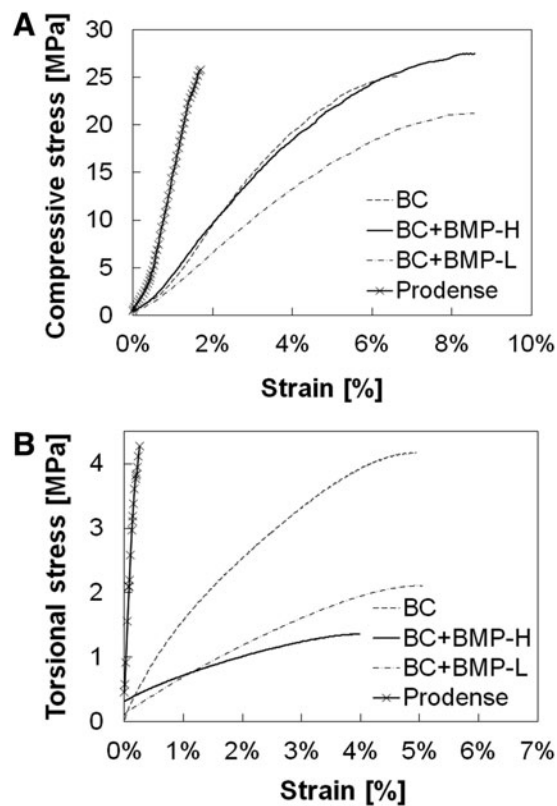 A
Compressive stress [MPa]
30
25
20
15
10
5
0
BC
BC+BMP-H
BC+BMP-L
Prodense
0% 2% 4% 6% 8% 10%
Strain [%]
B
Torsional stress [MPa]
4
3
2
1
0
BC
BC+BMP-H
BC+BMP-L
Prodense
0% 1% 2% 3% 4% 5% 6% 7%
Strain [%]